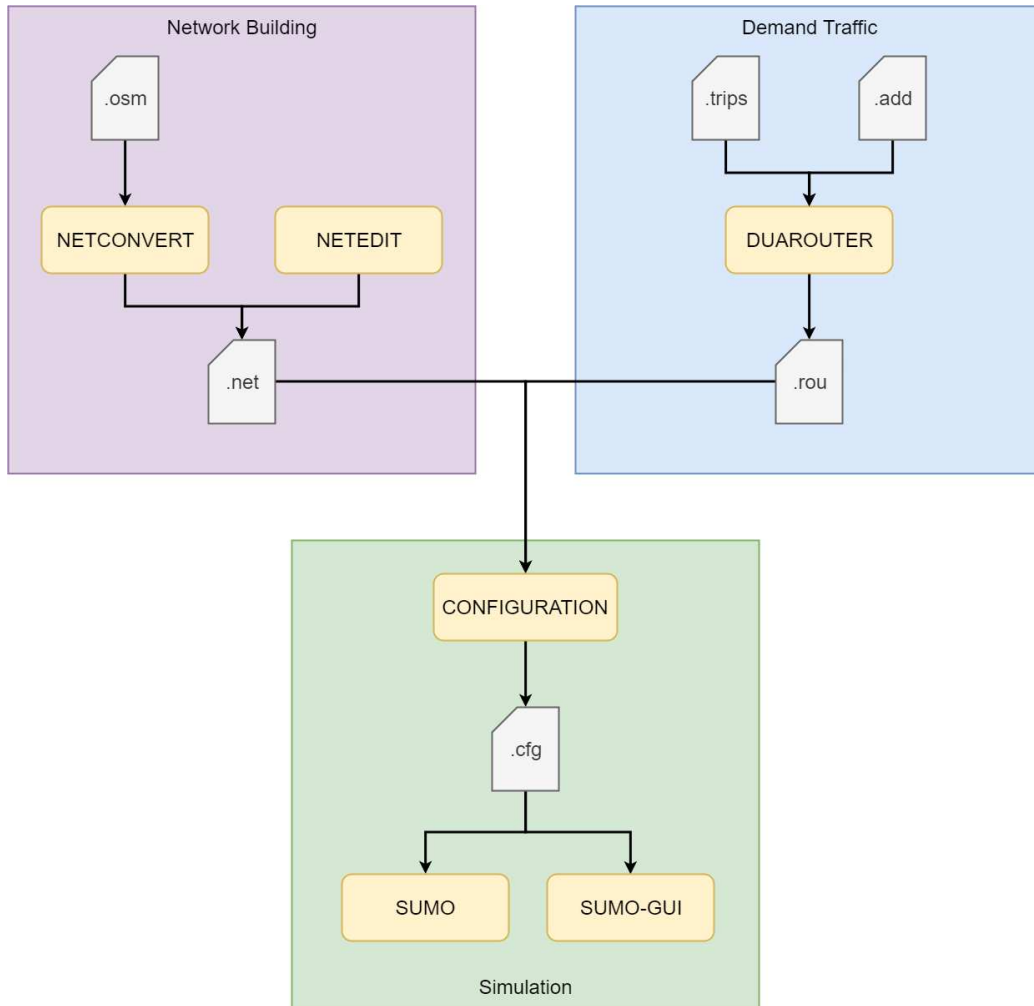 Network Building
Demand Traffic
.osm
.trips
.add
NETCONVERT
NETEDIT
DUAROUTER
.net
.rou
CONFIGURATION
.cfg
SUMO
SUMO-GUI
Simulation